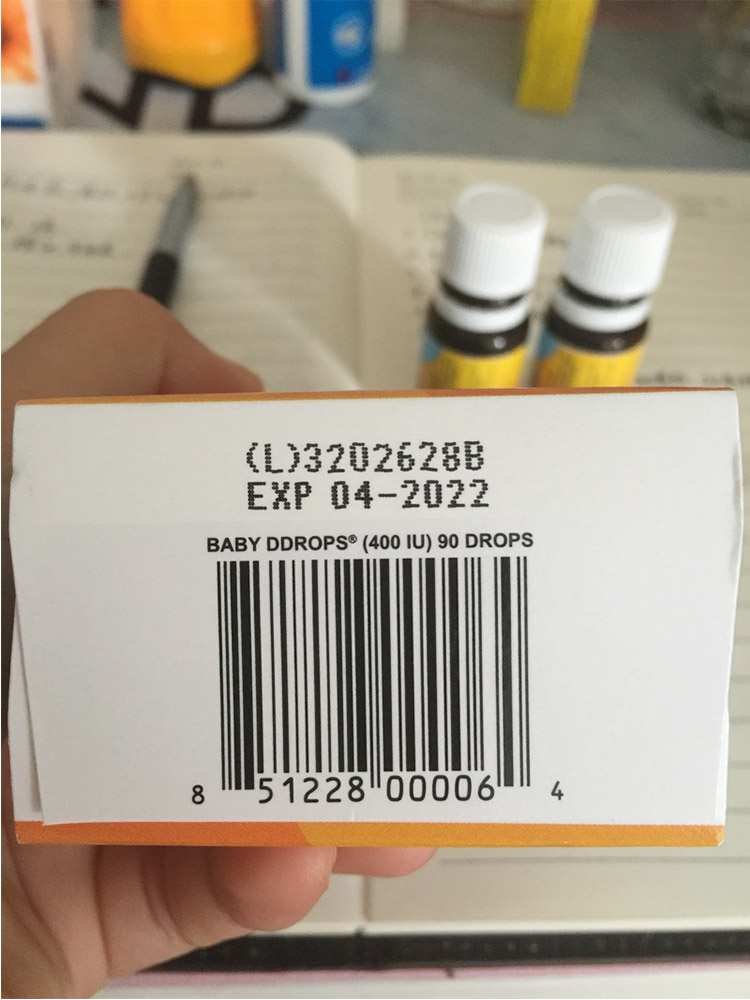 (L)3202628B
EXP 04-2022
BABY DDROPS® (400 IU) 90 DROPS
8 51228 00006 4